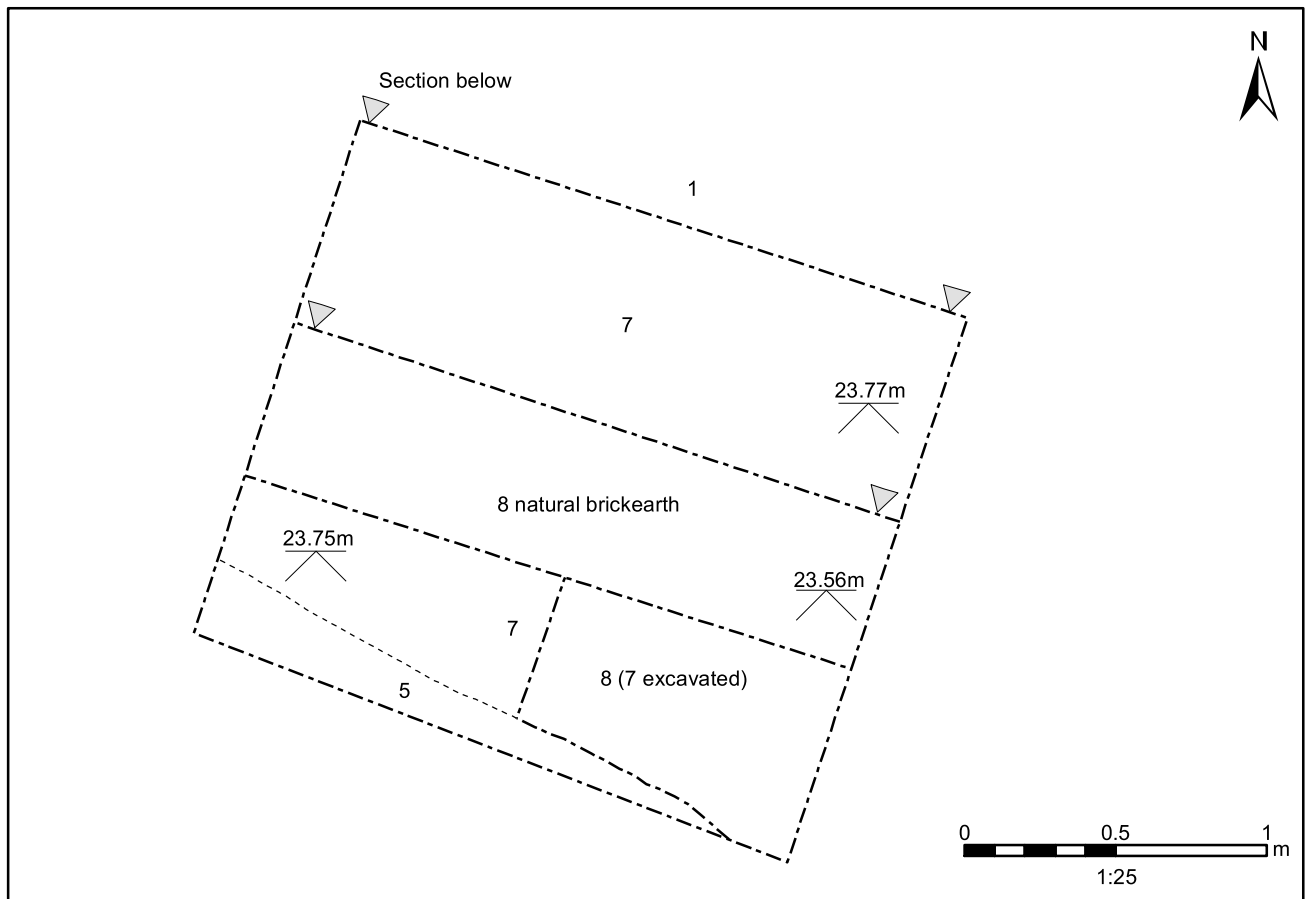 N
Section below
1
7
23.77m
8 natural brickearth
23.75m
23.56m
7
8 (7 excavated)
5
0 0.5 1
m
1:25